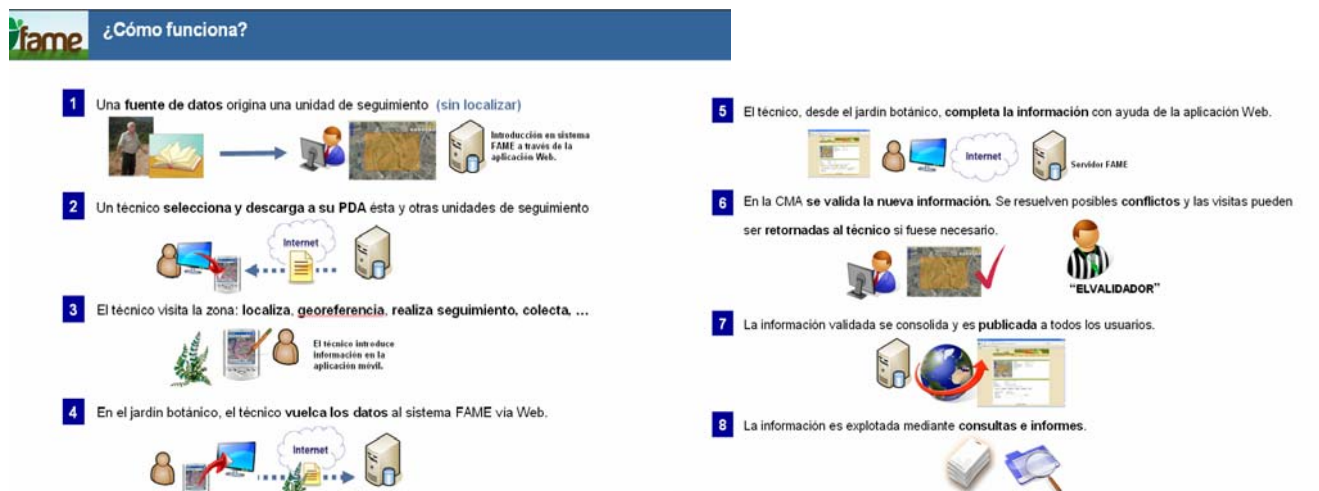 fame
¿Cómo funciona?
1 Una fuente de datos origina una unidad de seguimiento (sin localizar)
Introducción en sistema
FAME a través de la
aplicación Web.
2 Un técnico selecciona y descarga a su PDA ésta y otras unidades de seguimiento
Internet
3 El técnico visita la zona: localiza, georeferencia, realiza seguimiento, colecta, ...
El técnico introduce
información en la
aplicación móvil.
4 En el jardín botánico, el técnico vuelca los datos al sistema FAME vía Web.
Internet
5 El técnico, desde el jardín botánico, completa la información con ayuda de la aplicación Web.
Internet
Servidor FAME
6 En la CMA se valida la nueva información. Se resuelven posibles conflictos y las visitas pueden
ser retornadas al técnico si fuese necesario.
"ELVALIDADOR"
7 La información validada se consolida y es publicada a todos los usuarios.
8 La información es explotada mediante consultas e informes.